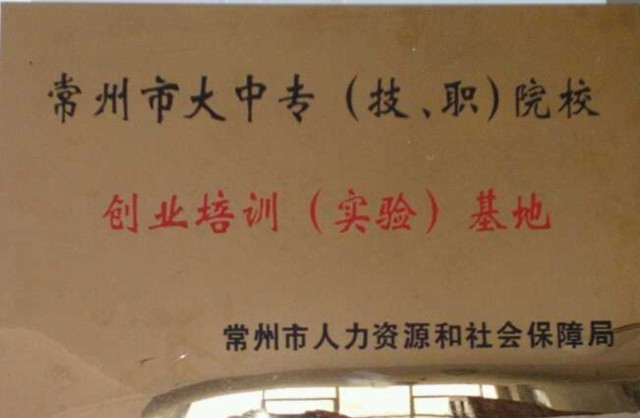 常州市大中专（技、职）院校
创业培训（实验）基地
常州市人力资源和社会保障局